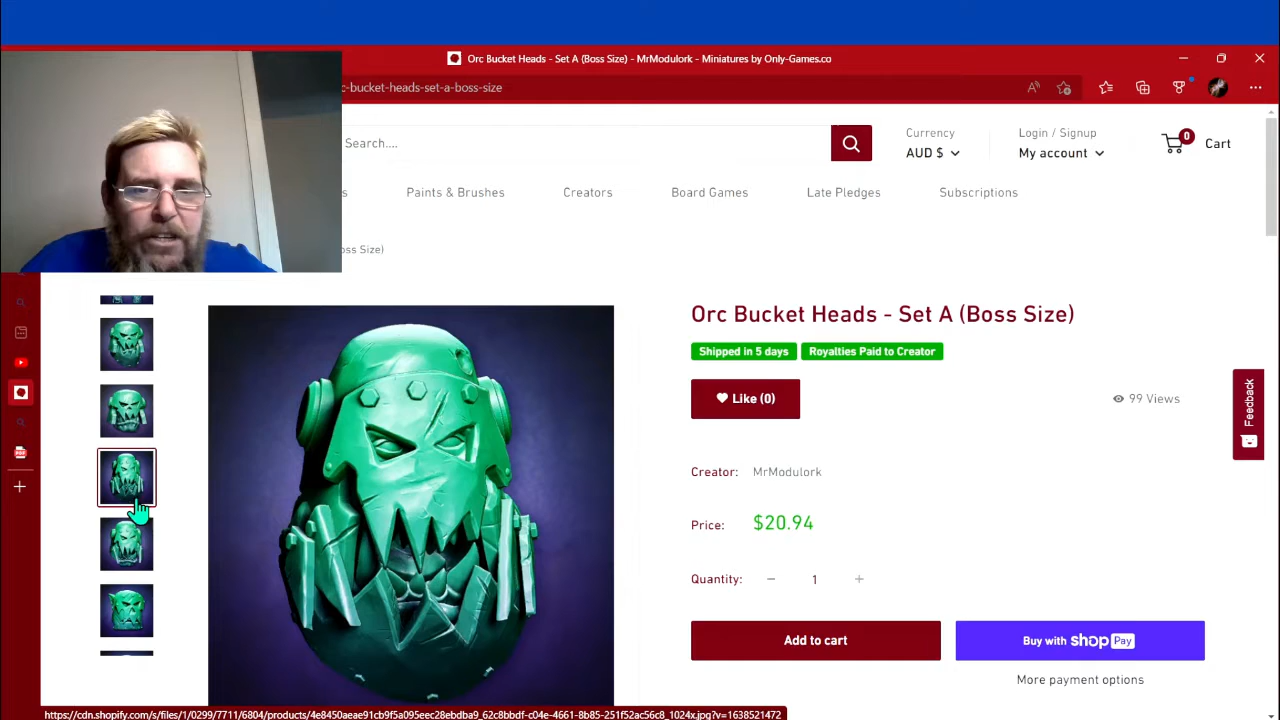 Orc Bucket Heads - Set A (Boss Size) - MrModulork - Miniatures by Only-Games.co
c-bucket-heads-set-a-boss-size
Search....
Currency
AUD $
Login / Signup
My account
0
Cart
s
Paints & Brushes
Creators
Board Games
Late Pledges
Subscriptions
oss Size)
Orc Bucket Heads - Set A (Boss Size)
Shipped in 5 days
Royalties Paid to Creator
Like (0)
99 Views
Feedback
Creator: MrModulork
Price: $20.94
Quantity: − 1 +
Add to cart
Buy with shop Pay
More payment options
https://cdn.shopify.com/s/files/1/0299/7711/6804/products/4e8450aeae91cb9f5a095eec28ebdba9_62c8bbdf-c04e-4661-8b85-251f52ac56c8_1024x.jpg?v=1638521472